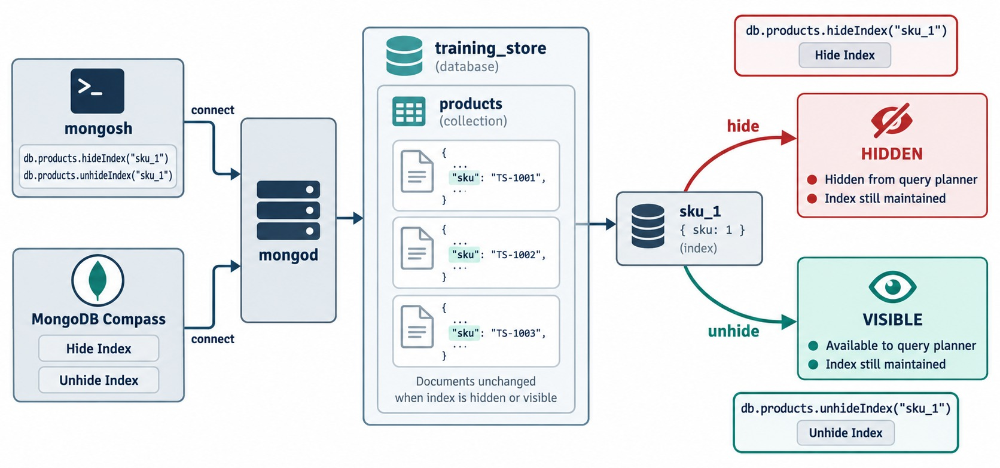 >_
mongosh
db.products.hideIndex("sku_1")
db.products.unhideIndex("sku_1")
connect
MongoDB Compass
Hide Index
Unhide Index
connect
mongod
training_store
(database)
products
(collection)
{
...
"sku": "TS-1001",
...
}
{
...
"sku": "TS-1002",
...
}
{
...
"sku": "TS-1003",
...
}
Documents unchanged
when index is hidden or visible
sku_1
{ sku: 1 }
(index)
hide
unhide
db.products.hideIndex("sku_1")
Hide Index
HIDDEN
Hidden from query planner
Index still maintained
VISIBLE
Available to query planner
Index still maintained
db.products.unhideIndex("sku_1")
Unhide Index